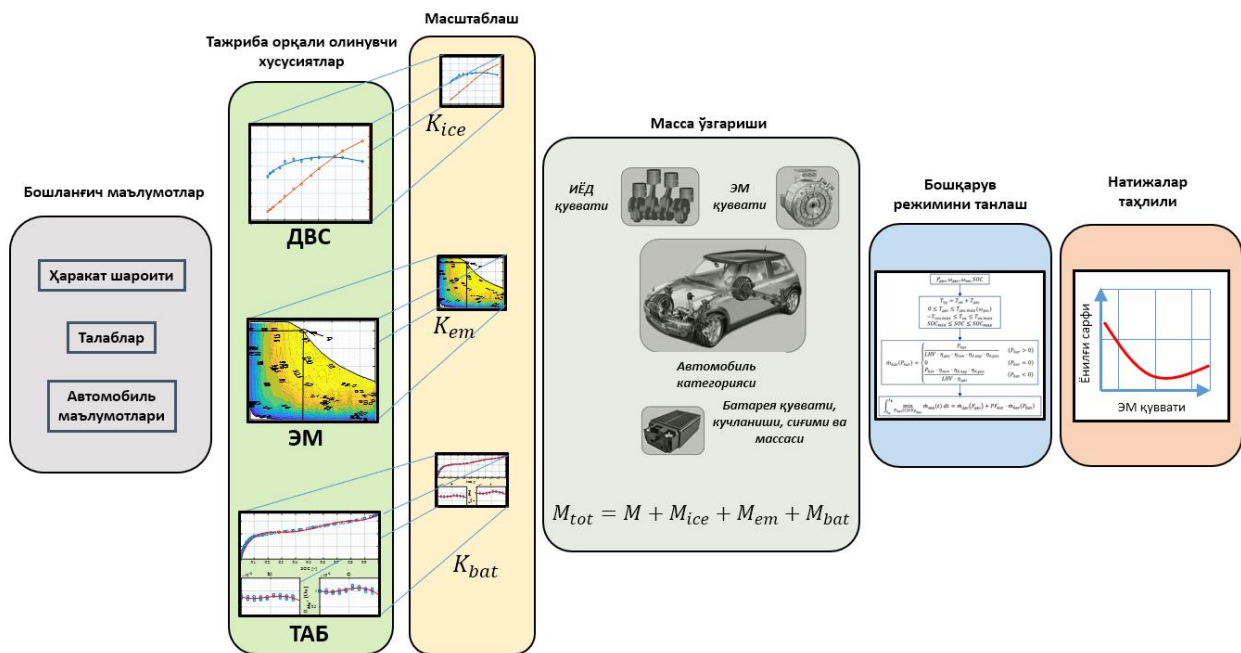 Бошланғич маълумотлар
Ҳаракат шароити
Талаблар
Автомобиль
маълумотлари
Тажриба орқали олинувчи
хусусиятлар
ДВС
ЭМ
ТАБ
Масштаблаш
K_ice
K_em
K_bat
Масса ўзгариши
ИЁД
қуввати
ЭМ
қуввати
Автомобиль
категорияси
Батарея қуввати,
кучланиши, сиғими ва
массаси
M_tot = M + M_ice + M_em + M_bat
Бошқарув
режимини танлаш
Натижалар
таҳлили
Ёнилғи сарфи
ЭМ қуввати